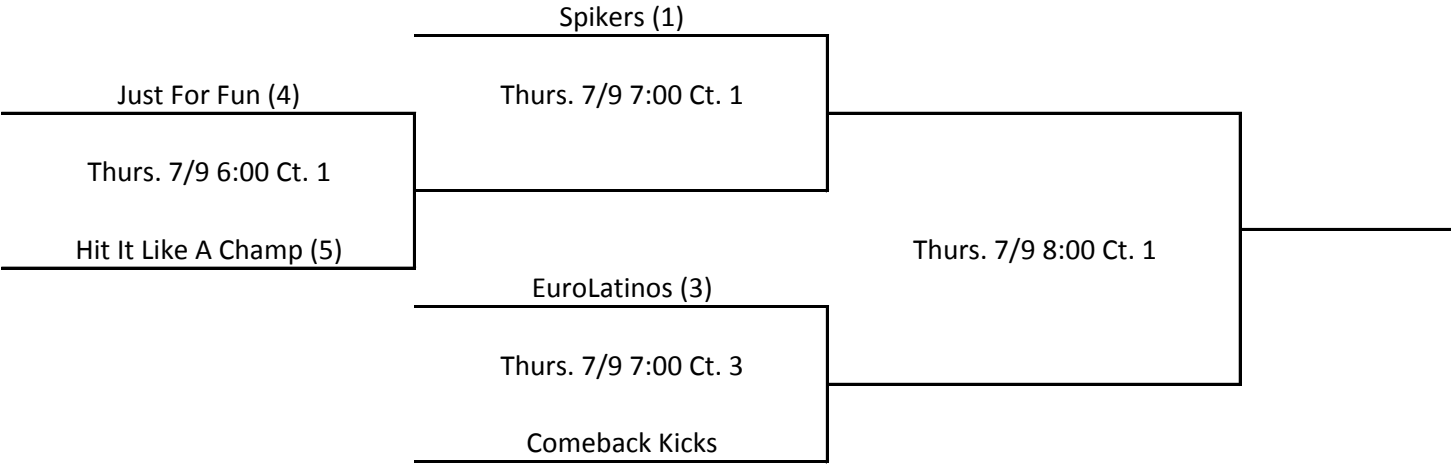 Spikers (1)
Just For Fun (4)
Thurs. 7/9 7:00 Ct. 1
Thurs. 7/9 6:00 Ct. 1
Hit It Like A Champ (5)
Thurs. 7/9 8:00 Ct. 1
EuroLatinos (3)
Thurs. 7/9 7:00 Ct. 3
Comeback Kicks